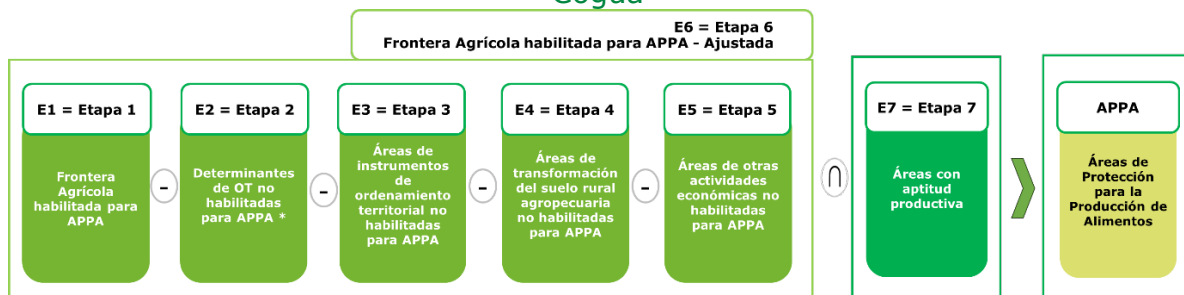 E6 = Etapa 6
Frontera Agrícola habilitada para APPA - Ajustada
E1 = Etapa 1
Frontera
Agrícola
habilitada para
APPA
-
E2 = Etapa 2
Determinantes
de OT no
habilitadas
para APPA *
-
E3 = Etapa 3
Áreas de
instrumentos
de
ordenamiento
territorial no
habilitadas
para APPA
-
E4 = Etapa 4
Áreas de
transformación
del suelo rural
agropecuaria
no habilitadas
para APPA
-
E5 = Etapa 5
Áreas de otras
actividades
económicas no
habilitadas
para APPA
∩
E7 = Etapa 7
Áreas con
aptitud
productiva
APPA
Áreas de
Protección
para la
Producción de
Alimentos